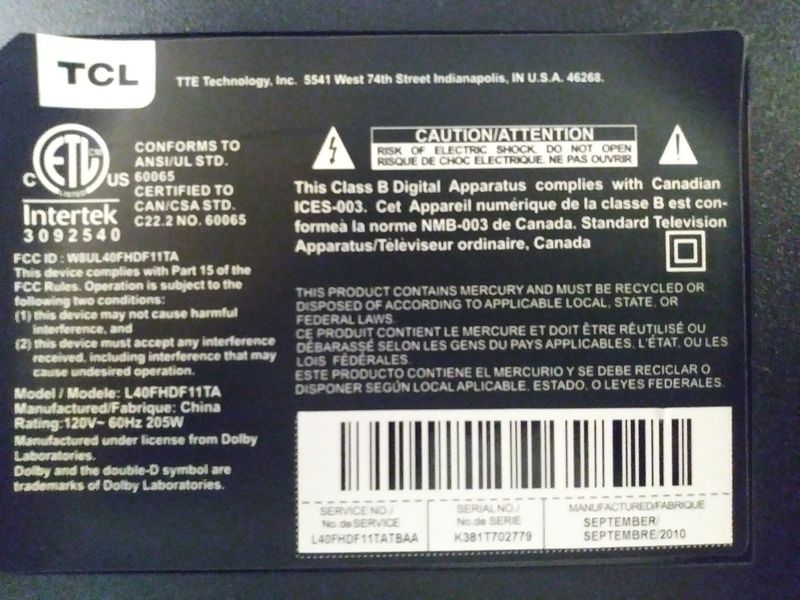 TCL
TTE Technology, Inc. 5541 West 74th Street Indianapolis, IN U.S.A. 46268.
ETL
LISTED
C US
Intertek
3092540
CONFORMS TO
ANSI/UL STD.
60065
CERTIFIED TO
CAN/CSA STD.
C22.2 NO. 60065
CAUTION/ATTENTION
RISK OF ELECTRIC SHOCK, DO NOT OPEN
RISQUE DE CHOC ELECTRIQUE. NE PAS OUVRIR
This Class B Digital Apparatus complies with Canadian
ICES-003. Cet Appareil numérique de la classe B est con-
formeà la norme NMB-003 de Canada. Standard Television
Apparatus/Tèlèviseur ordinaire, Canada
FCC ID : W8UL40FHDF11TA
This device complies with Part 15 of the
FCC Rules. Operation is subject to the
following two conditions:
(1) this device may not cause harmful
interference, and
(2) this device must accept any interference
received, including interference that may
cause undesired operation.
Model / Modele: L40FHDF11TA
Manufactured/Fabrique: China
Rating:120V~ 60Hz 205W
Manufactured under license from Dolby
Laboratories.
Dolby and the double-D symbol are
trademarks of Dolby Laboratories.
THIS PRODUCT CONTAINS MERCURY AND MUST BE RECYCLED OR
DISPOSED OF ACCORDING TO APPLICABLE LOCAL, STATE, OR
FEDERAL LAWS.
CE PRODUIT CONTIENT LE MERCURE ET DOIT ÊTRE RÉUTILISÉ OU
DÉBARASSÉ SELON LES GENS DU PAYS APPLICABLES, L'ÉTAT, OU LES
LOIS FÉDÉRALES.
ESTE PRODUCTO CONTIENE EL MERCURIO Y SE DEBE RECICLAR O
DISPONER SEGÚN LOCAL APLICABLE, ESTADO, O LEYES FEDERALES.
SERVICE NO./
No.de SERVICE
L40FHDF11TATBAA
SERIAL NO./
No.de SERIE
K381T702779
MANUFACTURED/FABRIQUÉ
SEPTEMBER/
SEPTEMBRE/2010